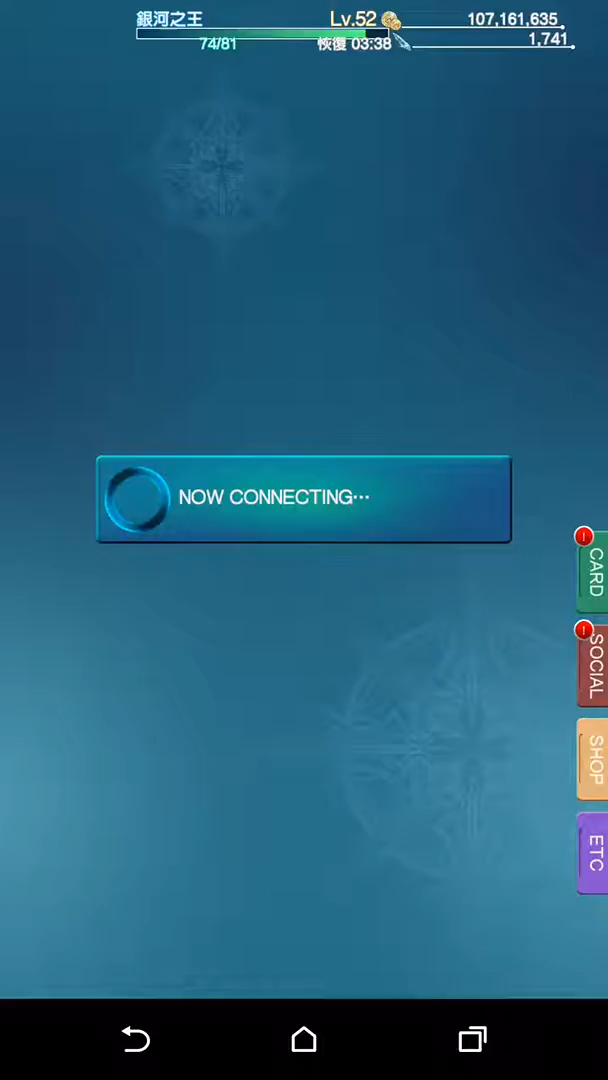 銀河之王 Lv.52 107,161,635
74/81 恢復 03:38 1,741
NOW CONNECTING…
CARD
SOCIAL
SHOP
ETC